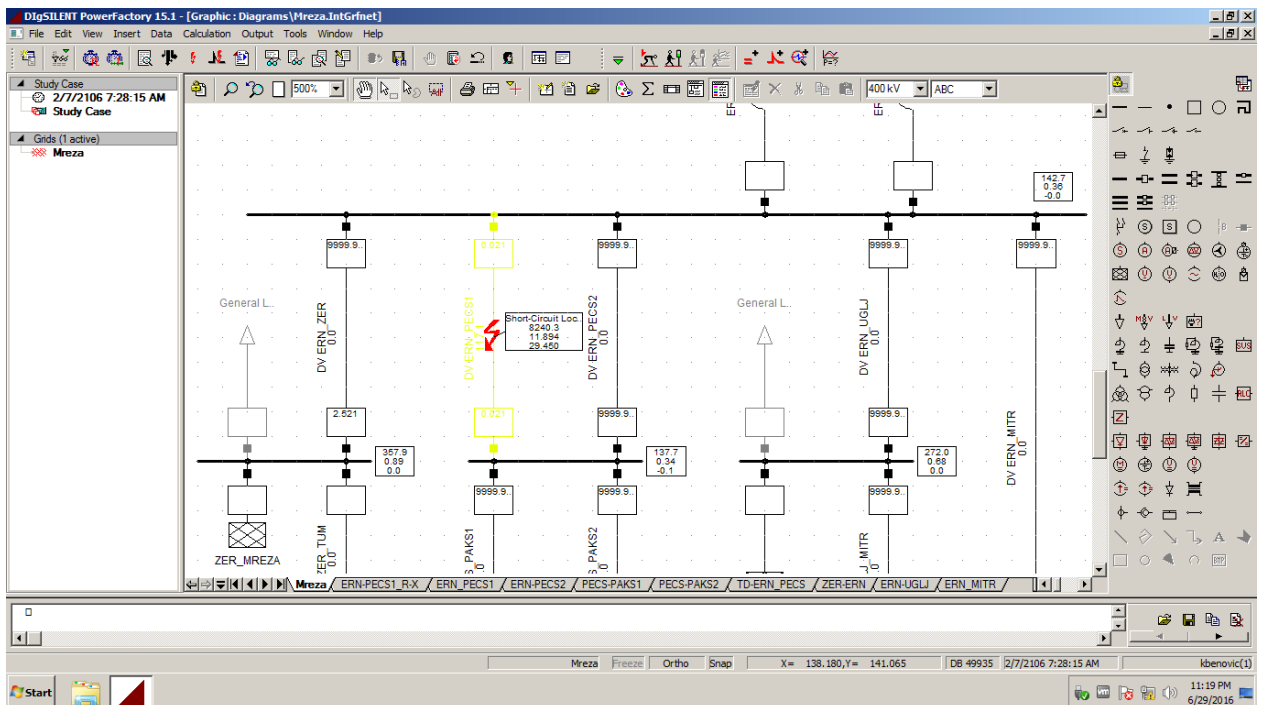 DIgSILENT PowerFactory 15.1 - [Graphic : Diagrams\Mreza.IntGrfnet]
File Edit View Insert Data Calculation Output Tools Window Help
Study Case
2/7/2106 7:28:15 AM
Study Case
Grids (1 active)
Mreza
500%
400 kV
ABC
142.7
0.36
-0.0
9999.9..
0.021
9999.9..
9999.9..
9999.9..
General L..
DV ERN_ZER
0.0
DV ERN_PECS1
Short-Circuit Loc..
8240.3
11.894
29.450
DV ERN_PECS2
0.0
General L..
DV ERN_UGLJ
0.0
2.521
0.021
9999.9..
9999.9..
DV ERN_MITR
0.0
357.9
0.89
0.0
137.7
0.34
-0.1
272.0
0.68
0.0
9999.9..
9999.9..
9999.9..
ZER_MREZA
ZER_TUM
0.0
S_PAKS1
S_PAKS2
J_MITR
Mreza ERN-PECS1_R-X ERN_PECS1 ERN-PECS2 PECS-PAKS1 PECS-PAKS2 TD-ERN_PECS ZER-ERN ERN-UGLJ ERN_MITR
Mreza Freeze Ortho Snap X= 138.180,Y= 141.065 DB 49935 2/7/2106 7:28:15 AM kbenovic(1)
Start
11:19 PM
6/29/2016